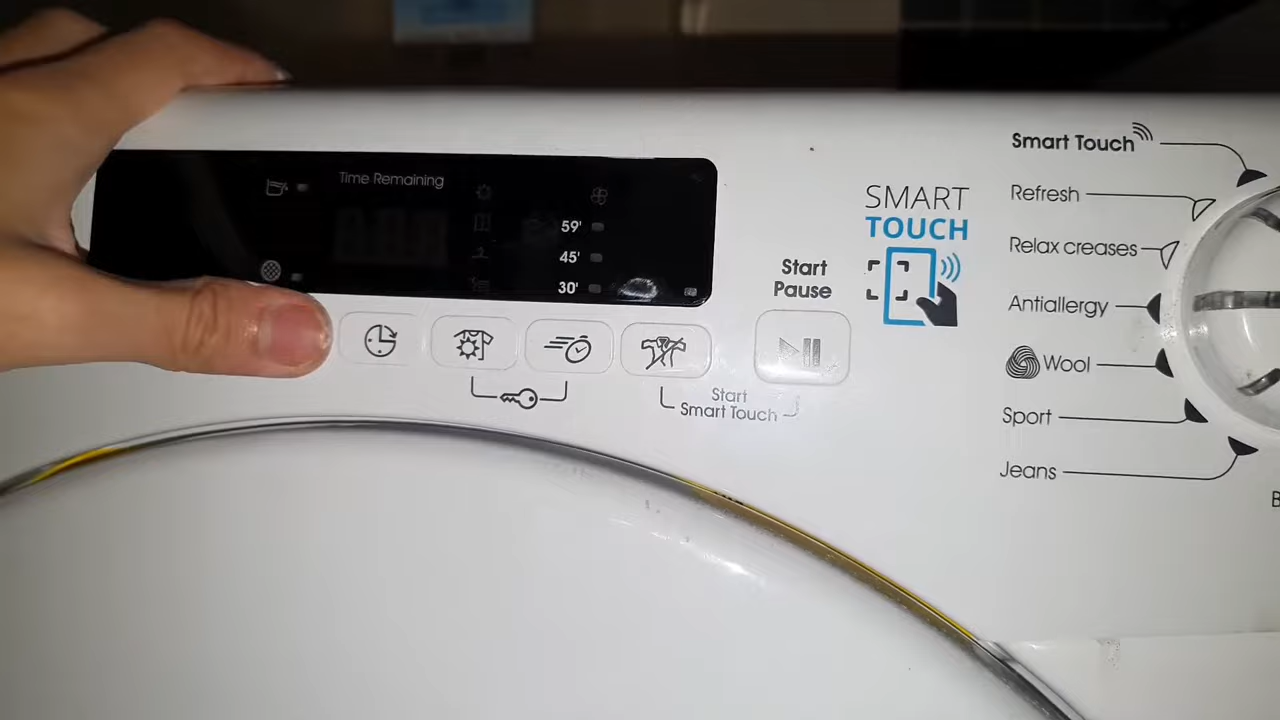 Time Remaining
59'
45'
30'
Start
Pause
Start
Smart Touch
SMART
TOUCH
Smart Touch
Refresh
Relax creases
Antiallergy
Wool
Sport
Jeans